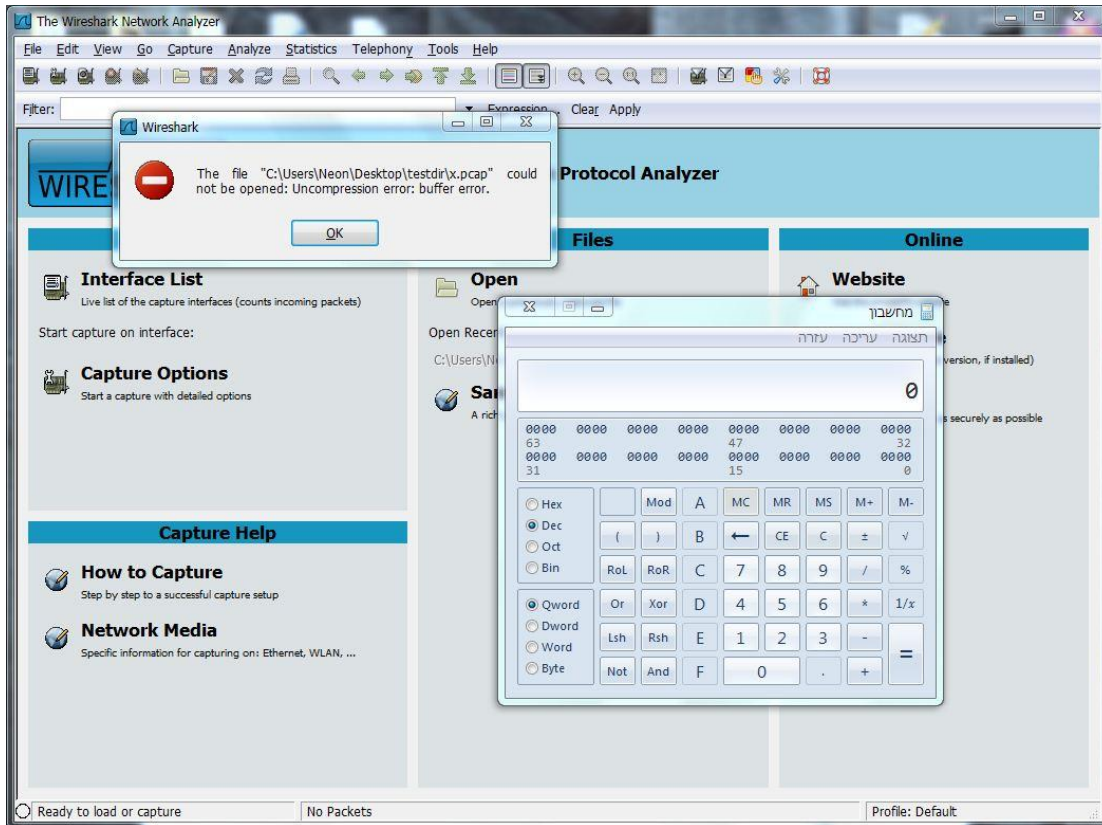 The Wireshark Network Analyzer
File Edit View Go Capture Analyze Statistics Telephony Tools Help
Filter: Expression... Clear Apply
Wireshark
The file "C:\Users\Neon\Desktop\testdir\x.pcap" could
not be opened: Uncompression error: buffer error.
OK
WIRES
Protocol Analyzer
Interface List
Live list of the capture interfaces (counts incoming packets)
Start capture on interface:
Capture Options
Start a capture with detailed options
Capture Help
How to Capture
Step by step to a successful capture setup
Network Media
Specific information for capturing on: Ethernet, WLAN, ...
Files
Open
Open
Open Recen
C:\Users\N
Sa
A rich
Online
Website
version, if installed)
s securely as possible
מחשבון
תצוגה עריכה עזרה
0
0000 0000 0000 0000 0000 0000 0000 0000
63 47 32
0000 0000 0000 0000 0000 0000 0000 0000
31 15 0
Hex Mod A MC MR MS M+ M-
Dec ( ) B ← CE C ± √
Oct
Bin RoL RoR C 7 8 9 / %
Qword Or Xor D 4 5 6 * 1/x
Dword Lsh Rsh E 1 2 3 - =
Word
Byte Not And F 0 . +
Ready to load or capture No Packets Profile: Default